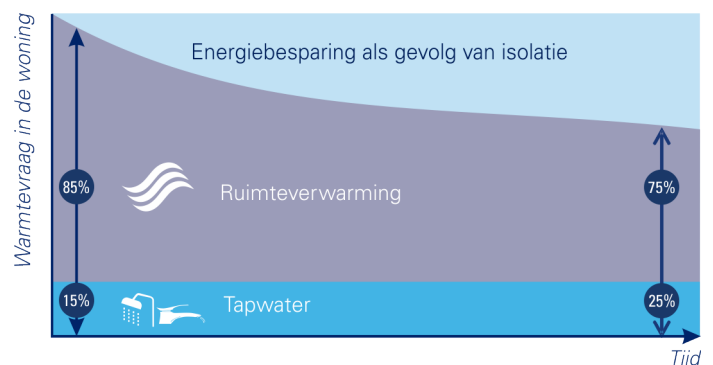 Energiebesparing als gevolg van isolatie
Warmtevraag in de woning
85%
Ruimteverwarming
75%
15%
Tapwater
25%
Tijd